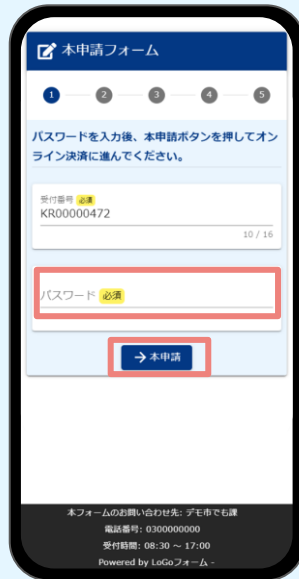 本申請フォーム
1 2 3 4 5
パスワードを入力後、本申請ボタンを押してオン
ライン決済に進んでください。
受付番号 必須
KR00000472
10 / 16
パスワード 必須
→本申請
本フォームのお問い合わせ先: デモ市でも課
電話番号: 0300000000
受付時間: 08:30 ～ 17:00
Powered by LoGoフォーム -